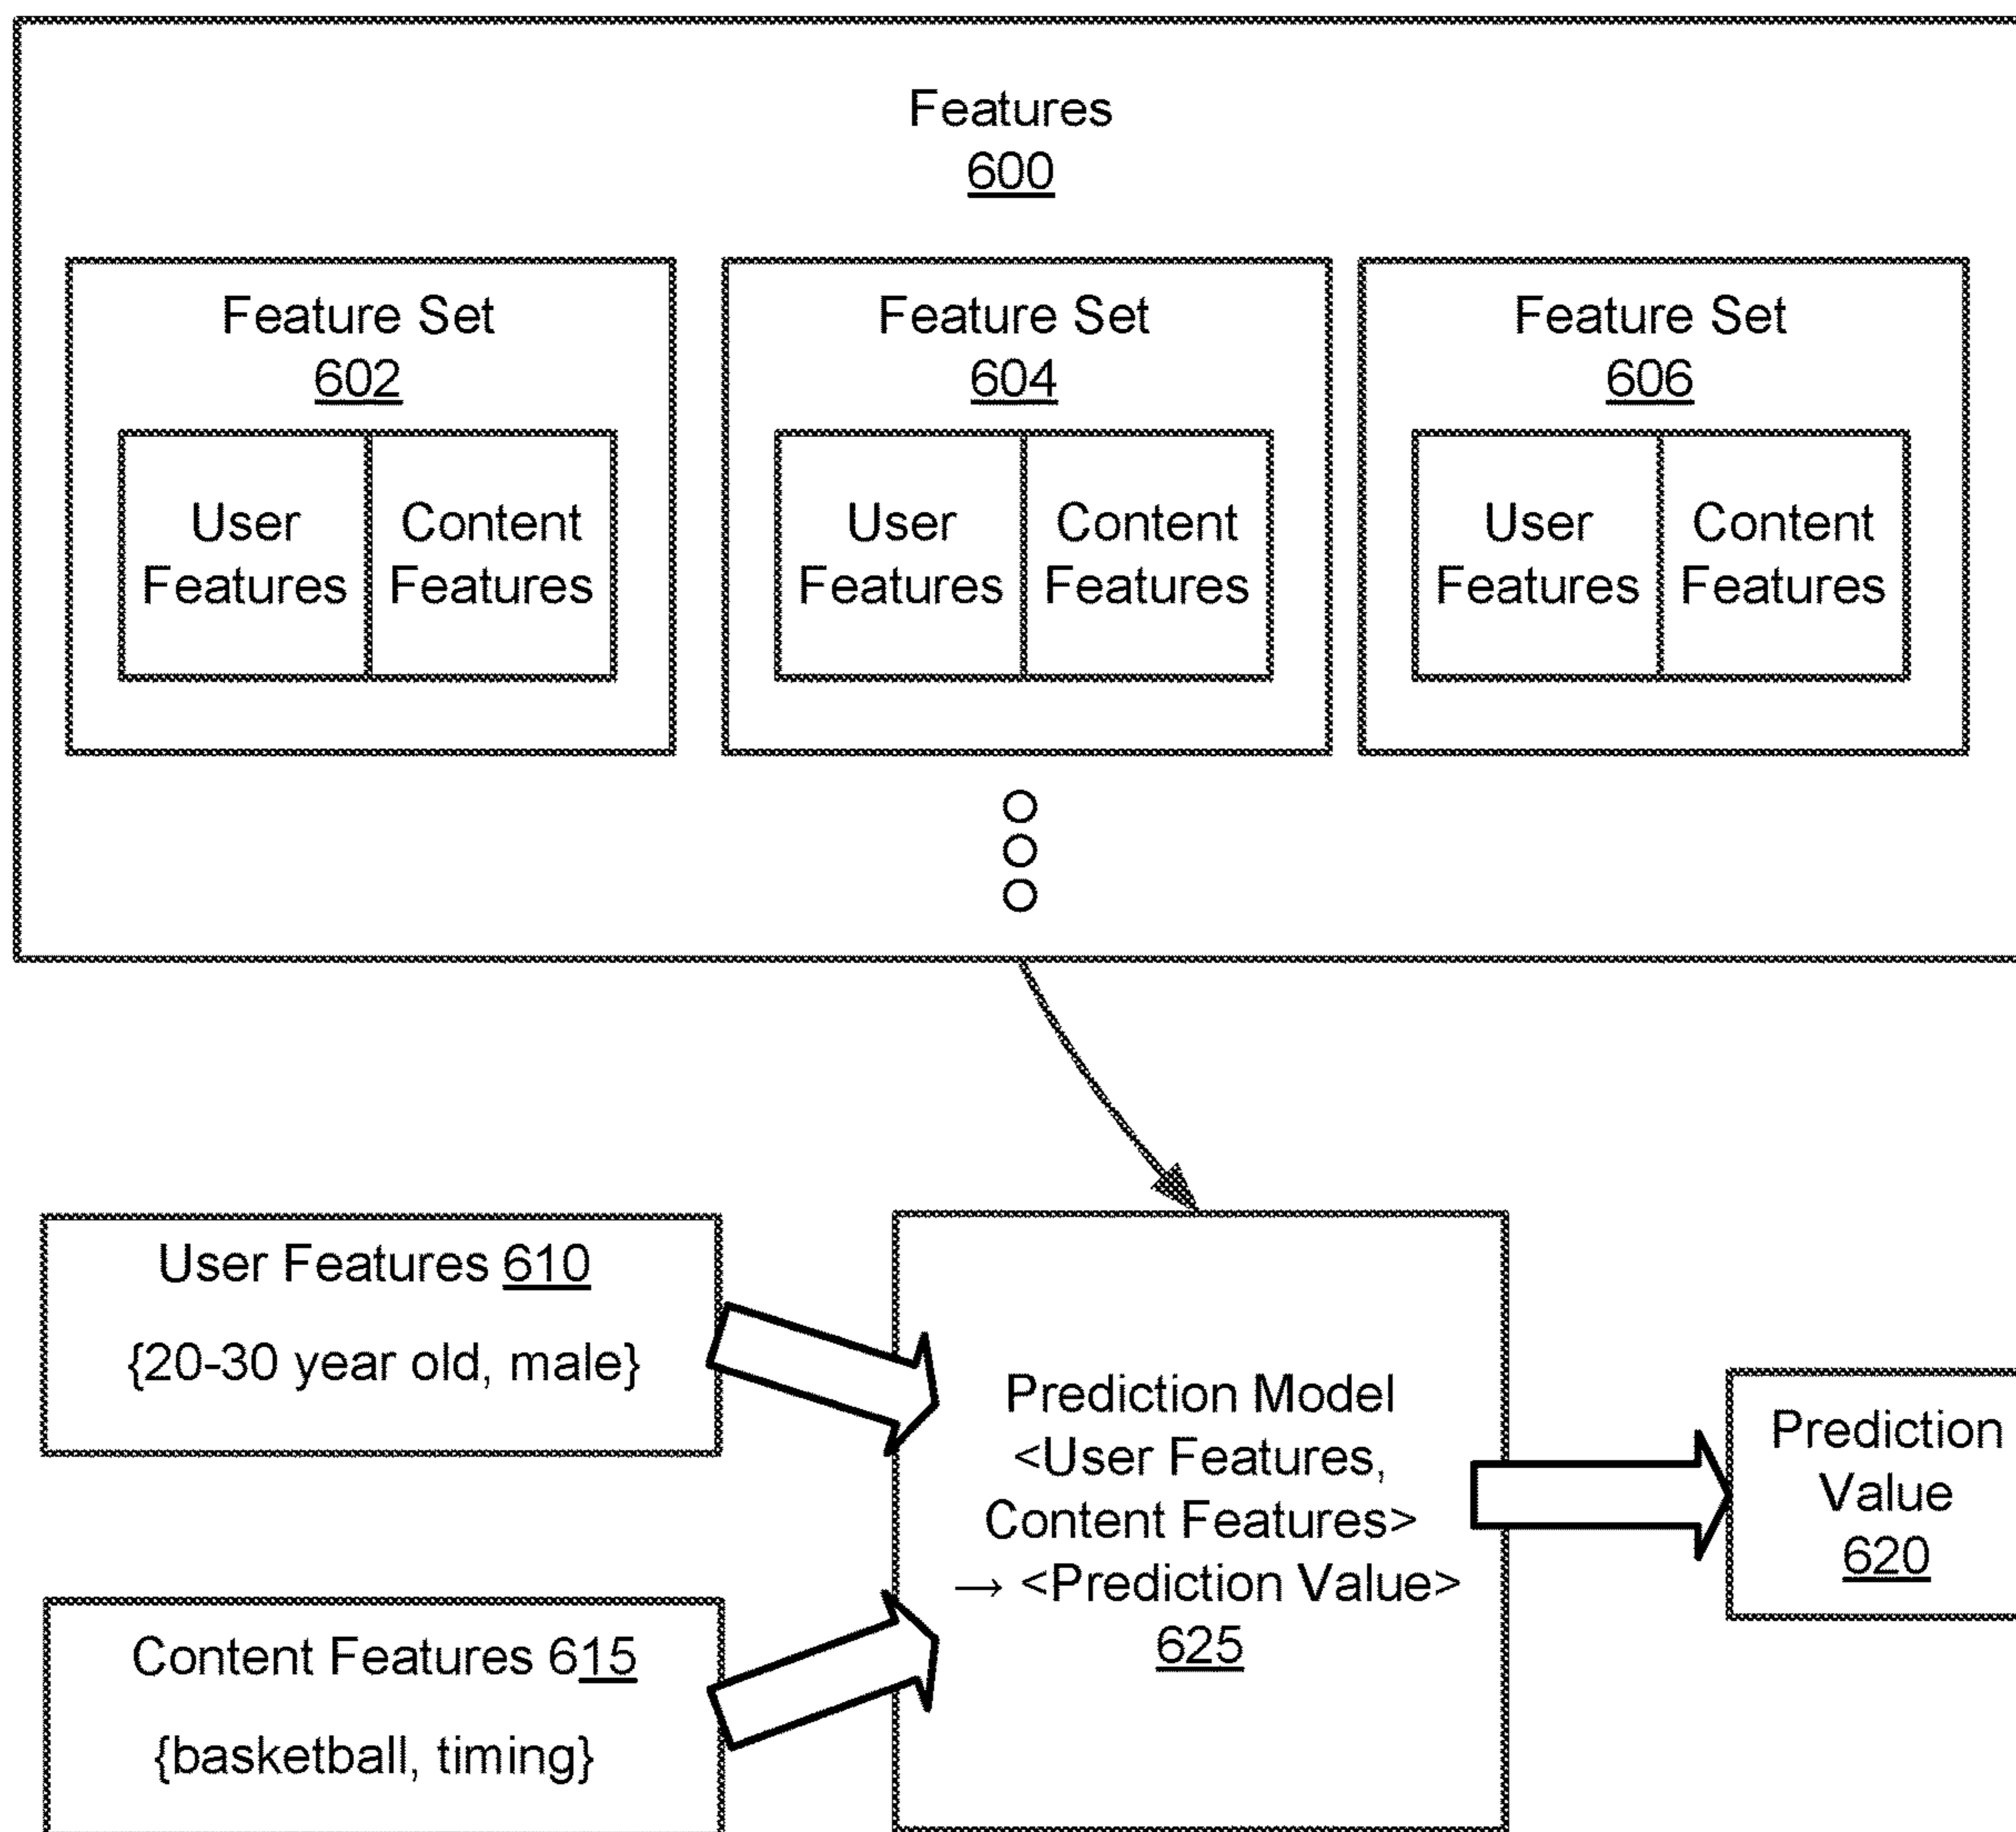 Features
600
Feature Set
602
User
Features
Content
Features
Feature Set
604
User
Features
Content
Features
Feature Set
606
User
Features
Content
Features
User Features 610
{20-30 year old, male}
Content Features 615
{basketball, timing}
Prediction Model
<User Features,
Content Features>
→ <Prediction Value>
625
Prediction
Value
620